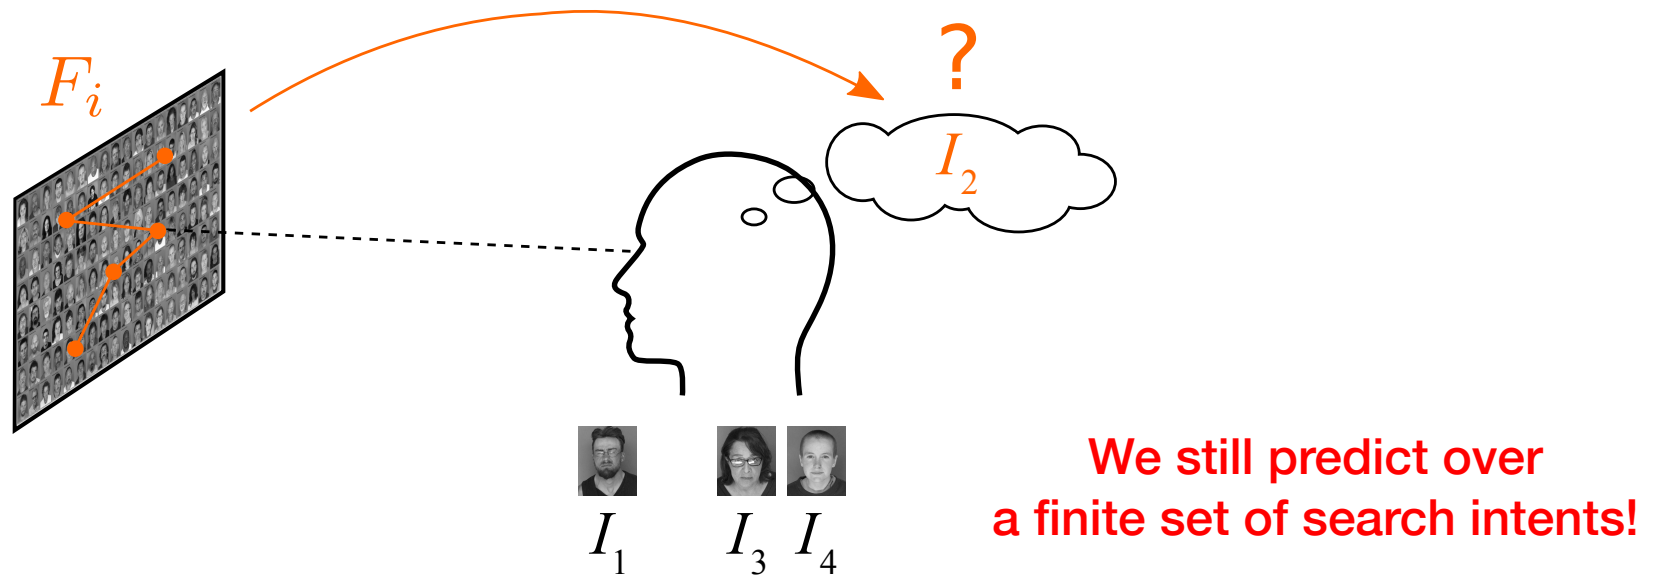 F_i
?
I_2
I_1 I_3 I_4
We still predict over
a finite set of search intents!